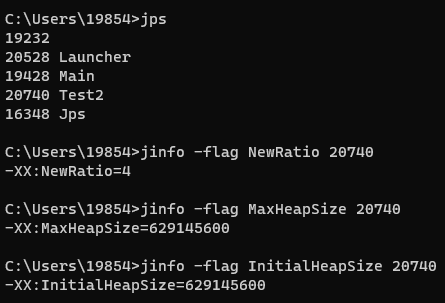 C:\Users\19854>jps
19232
20528 Launcher
19428 Main
20740 Test2
16348 Jps
C:\Users\19854>jinfo -flag NewRatio 20740
-XX:NewRatio=4
C:\Users\19854>jinfo -flag MaxHeapSize 20740
-XX:MaxHeapSize=629145600
C:\Users\19854>jinfo -flag InitialHeapSize 20740
-XX:InitialHeapSize=629145600